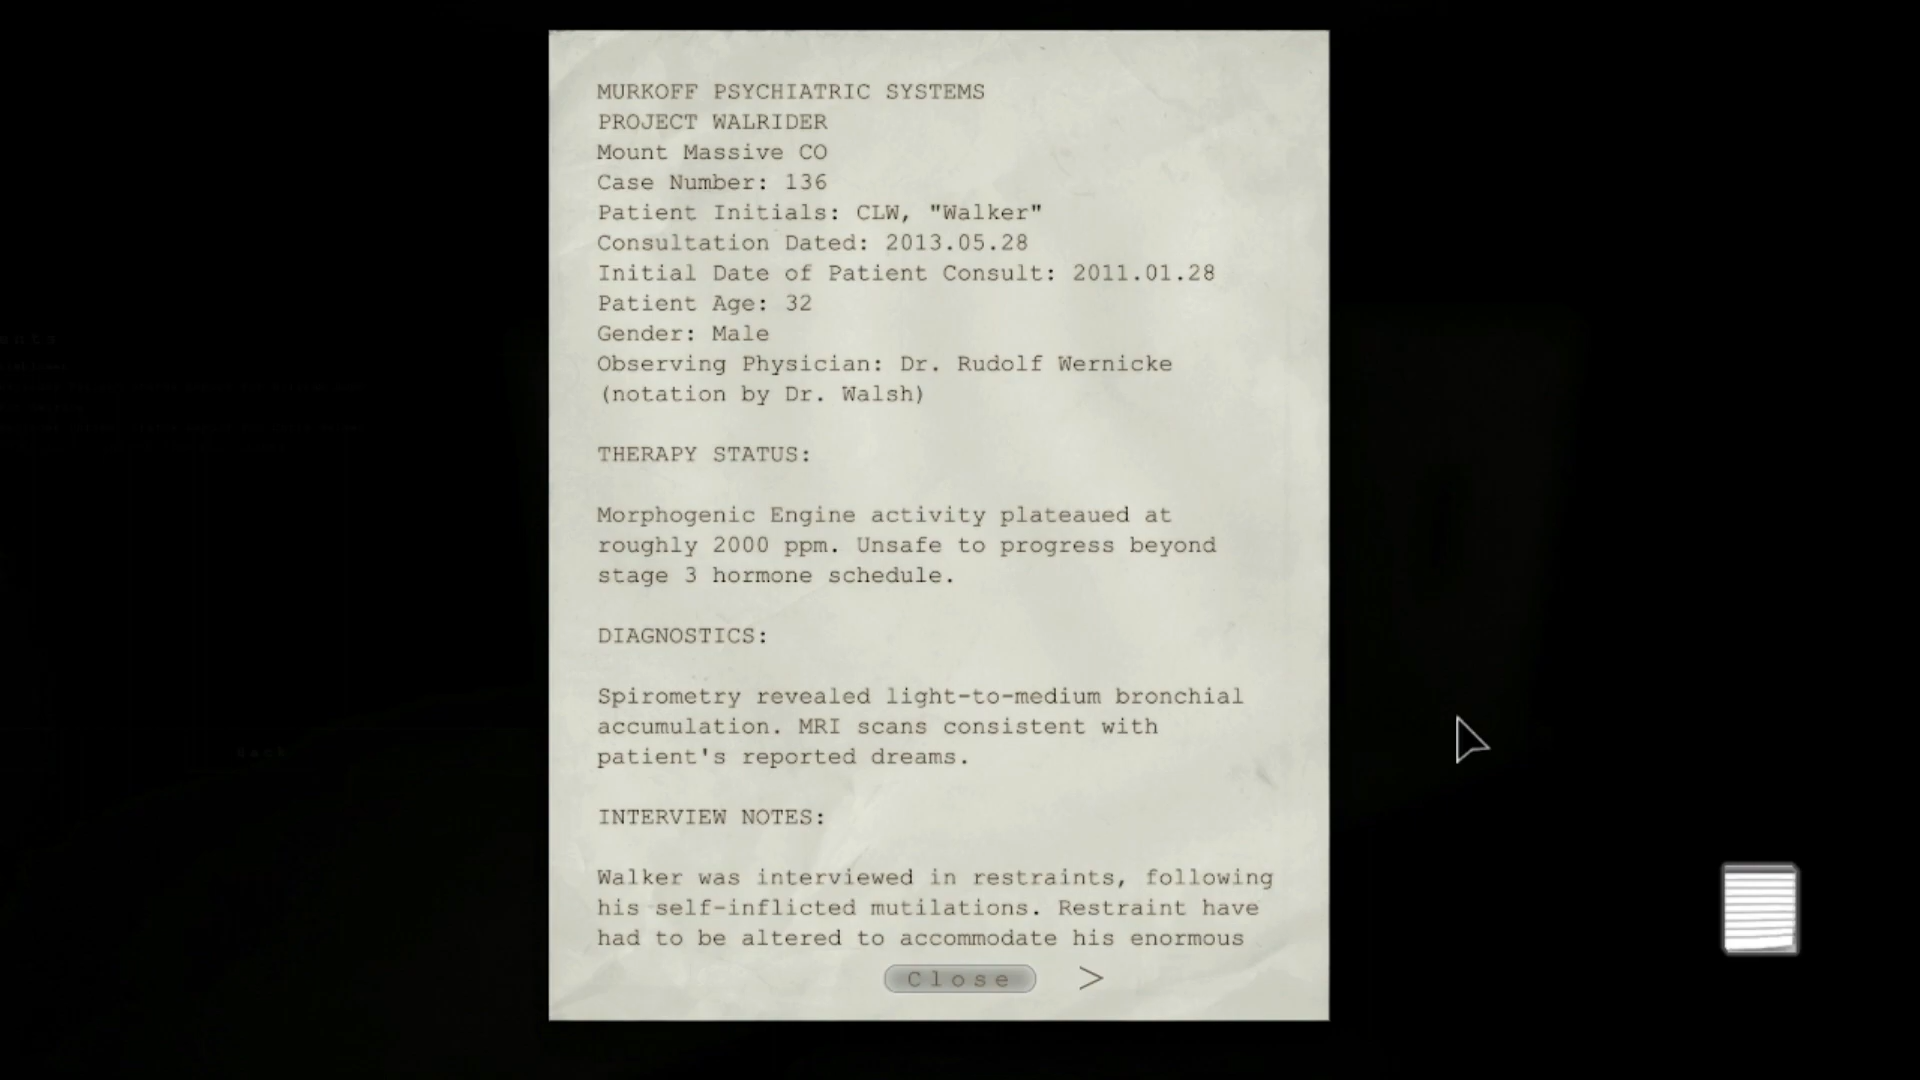 MURKOFF PSYCHIATRIC SYSTEMS
PROJECT WALRIDER
Mount Massive CO
Case Number: 136
Patient Initials: CLW, "Walker"
Consultation Dated: 2013.05.28
Initial Date of Patient Consult: 2011.01.28
Patient Age: 32
Gender: Male
Observing Physician: Dr. Rudolf Wernicke
(notation by Dr. Walsh)
THERAPY STATUS:
Morphogenic Engine activity plateaued at
roughly 2000 ppm. Unsafe to progress beyond
stage 3 hormone schedule.
DIAGNOSTICS:
Spirometry revealed light-to-medium bronchial
accumulation. MRI scans consistent with
patient's reported dreams.
INTERVIEW NOTES:
Walker was interviewed in restraints, following
his self-inflicted mutilations. Restraint have
had to be altered to accommodate his enormous
Close >
Back